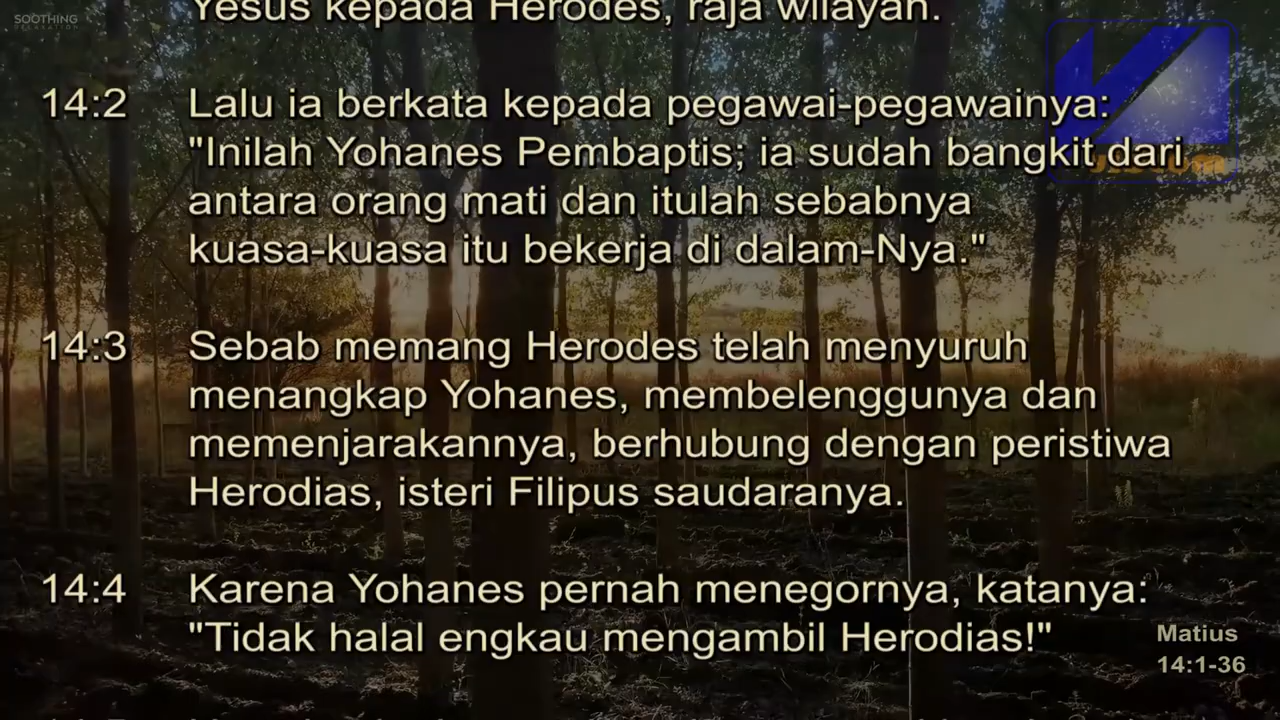 SOOTHING
RELAXATION
Yesus kepada Herodes, raja wilayah.
14:2 Lalu ia berkata kepada pegawai-pegawainya:
"Inilah Yohanes Pembaptis; ia sudah bangkit dari
antara orang mati dan itulah sebabnya
kuasa-kuasa itu bekerja di dalam-Nya."
14:3 Sebab memang Herodes telah menyuruh
menangkap Yohanes, membelenggunya dan
memenjarakannya, berhubung dengan peristiwa
Herodias, isteri Filipus saudaranya.
14:4 Karena Yohanes pernah menegornya, katanya:
"Tidak halal engkau mengambil Herodias!"
Matius
14:1-36